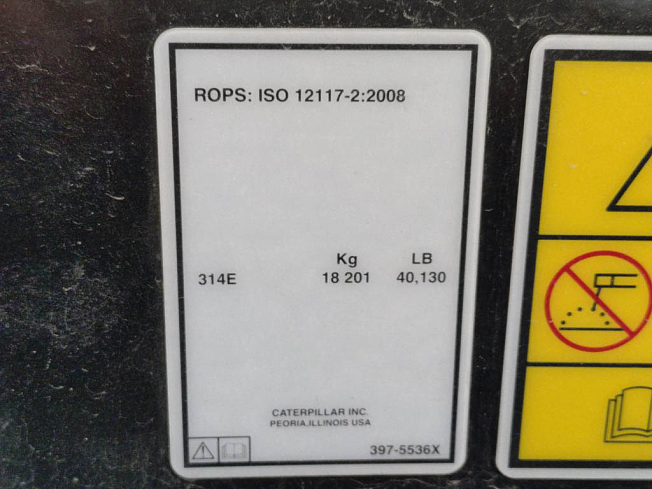 ROPS: ISO 12117-2:2008
Kg LB
314E 18 201 40,130
CATERPILLAR INC.
PEORIA,ILLINOIS USA
397-5536X